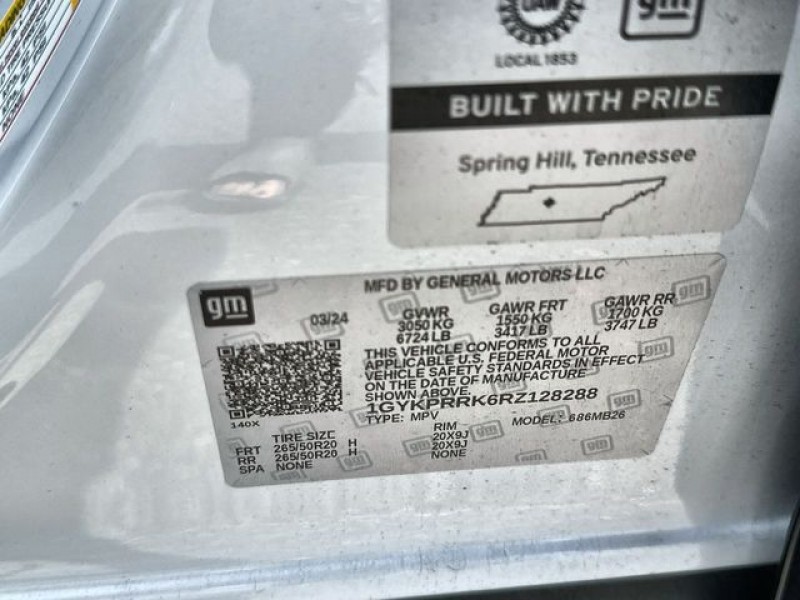 UAW
gm
LOCAL 1853
BUILT WITH PRIDE
Spring Hill, Tennessee
gm
MFD BY GENERAL MOTORS LLC
03/24
GVWR GAWR FRT GAWR RR
3050 KG 1550 KG 1700 KG
6724 LB 3417 LB 3747 LB
THIS VEHICLE CONFORMS TO ALL
APPLICABLE U.S. FEDERAL MOTOR
VEHICLE SAFETY STANDARDS IN EFFECT
ON THE DATE OF MANUFACTURE
SHOWN ABOVE.
1GYKPRRK6RZ128288
140X
TYPE: MPV MODEL: 686MB26
TIRE SIZE RIM
FRT 265/50R20 H 20X9J
RR 265/50R20 H 20X9J
SPA NONE NONE